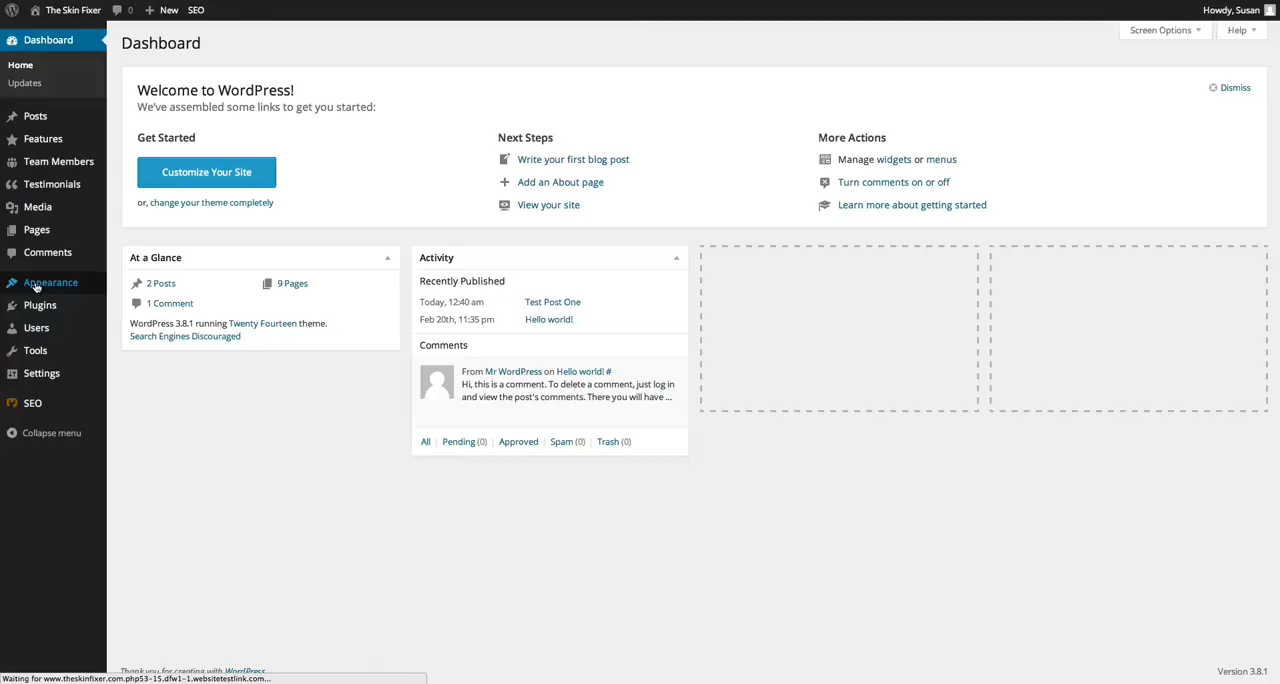 The Skin Fixer 0 New SEO Howdy, Susan
Dashboard
Home
Updates
Posts
Features
Team Members
Testimonials
Media
Pages
Comments
Appearance
Plugins
Users
Tools
Settings
SEO
Collapse menu
Screen Options Help
Dashboard
Welcome to WordPress!
Dismiss
We've assembled some links to get you started:
Get Started
Customize Your Site
or, change your theme completely
Next Steps
Write your first blog post
Add an About page
View your site
More Actions
Manage widgets or menus
Turn comments on or off
Learn more about getting started
At a Glance
2 Posts 9 Pages
1 Comment
WordPress 3.8.1 running Twenty Fourteen theme.
Search Engines Discouraged
Activity
Recently Published
Today, 12:40 am Test Post One
Feb 20th, 11:35 pm Hello world!
Comments
From Mr WordPress on Hello world! #
Hi, this is a comment. To delete a comment, just log in
and view the post's comments. There you will have ...
All | Pending (0) | Approved | Spam (0) | Trash (0)
Thank you for creating with WordPress
Version 3.8.1
Waiting for www.theskinfixer.com.php53-15.dfw1-1.websitetestlink.com...